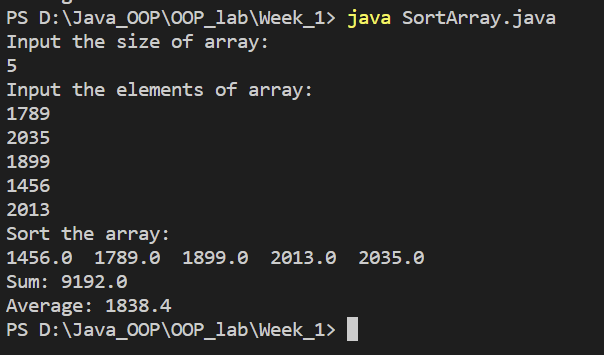 PS D:\Java_OOP\OOP_lab\Week_1> java SortArray.java
Input the size of array:
5
Input the elements of array:
1789
2035
1899
1456
2013
Sort the array:
1456.0  1789.0  1899.0  2013.0  2035.0
Sum: 9192.0
Average: 1838.4
PS D:\Java_OOP\OOP_lab\Week_1>